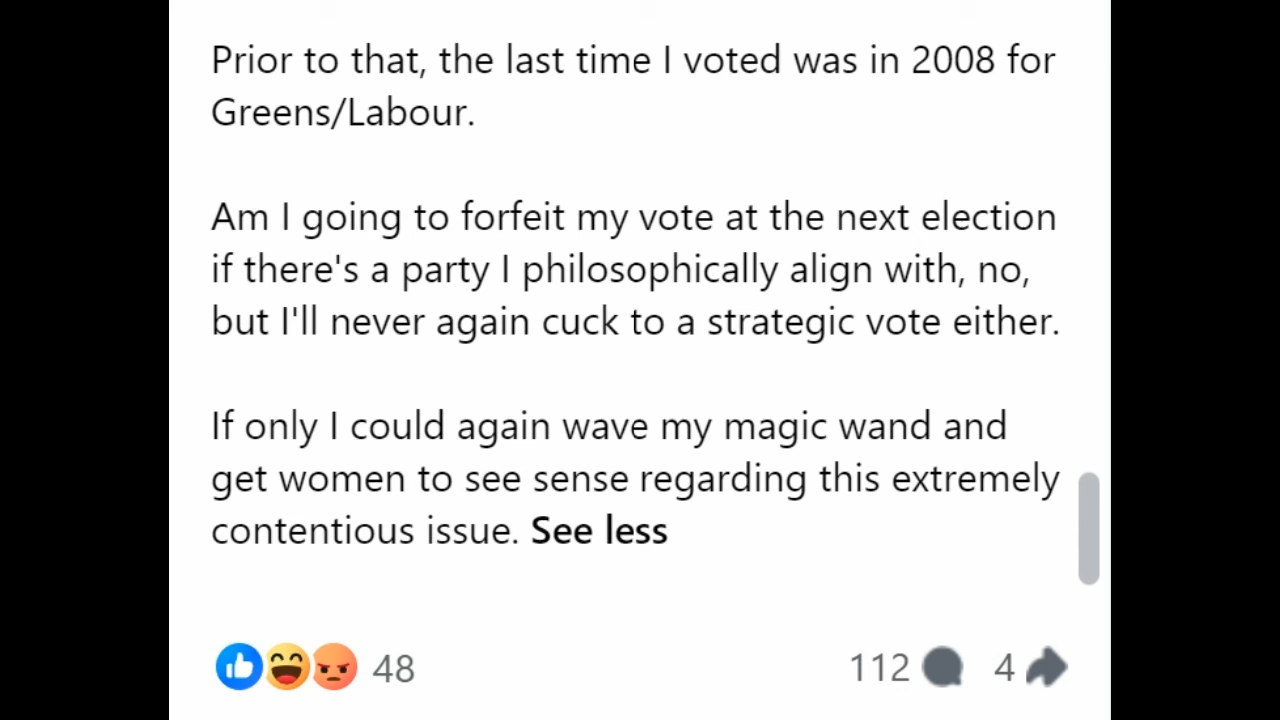 Prior to that, the last time I voted was in 2008 for
Greens/Labour.
Am I going to forfeit my vote at the next election
if there's a party I philosophically align with, no,
but I'll never again cuck to a strategic vote either.
If only I could again wave my magic wand and
get women to see sense regarding this extremely
contentious issue. See less
48 112 4